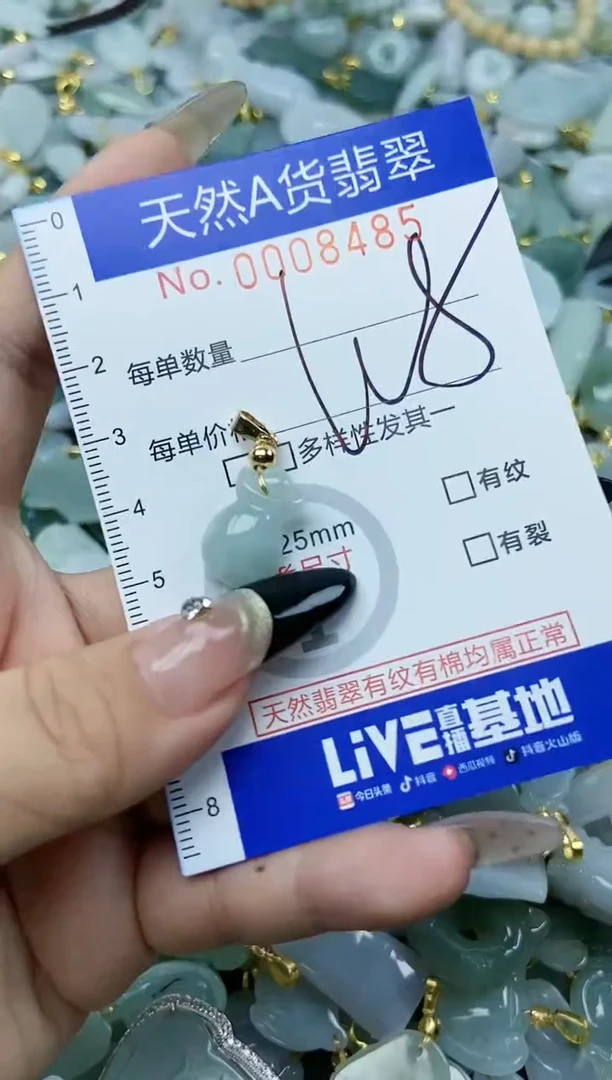 天然A货翡翠
No. 0008485
每单数量
每单价
多样性发其一
25mm
尺寸
有纹
有裂
天然翡翠有纹有棉均属正常
LiVE直播基地
今日头条 抖音 西瓜视频 抖音火山版
0
1
2
3
4
5
8